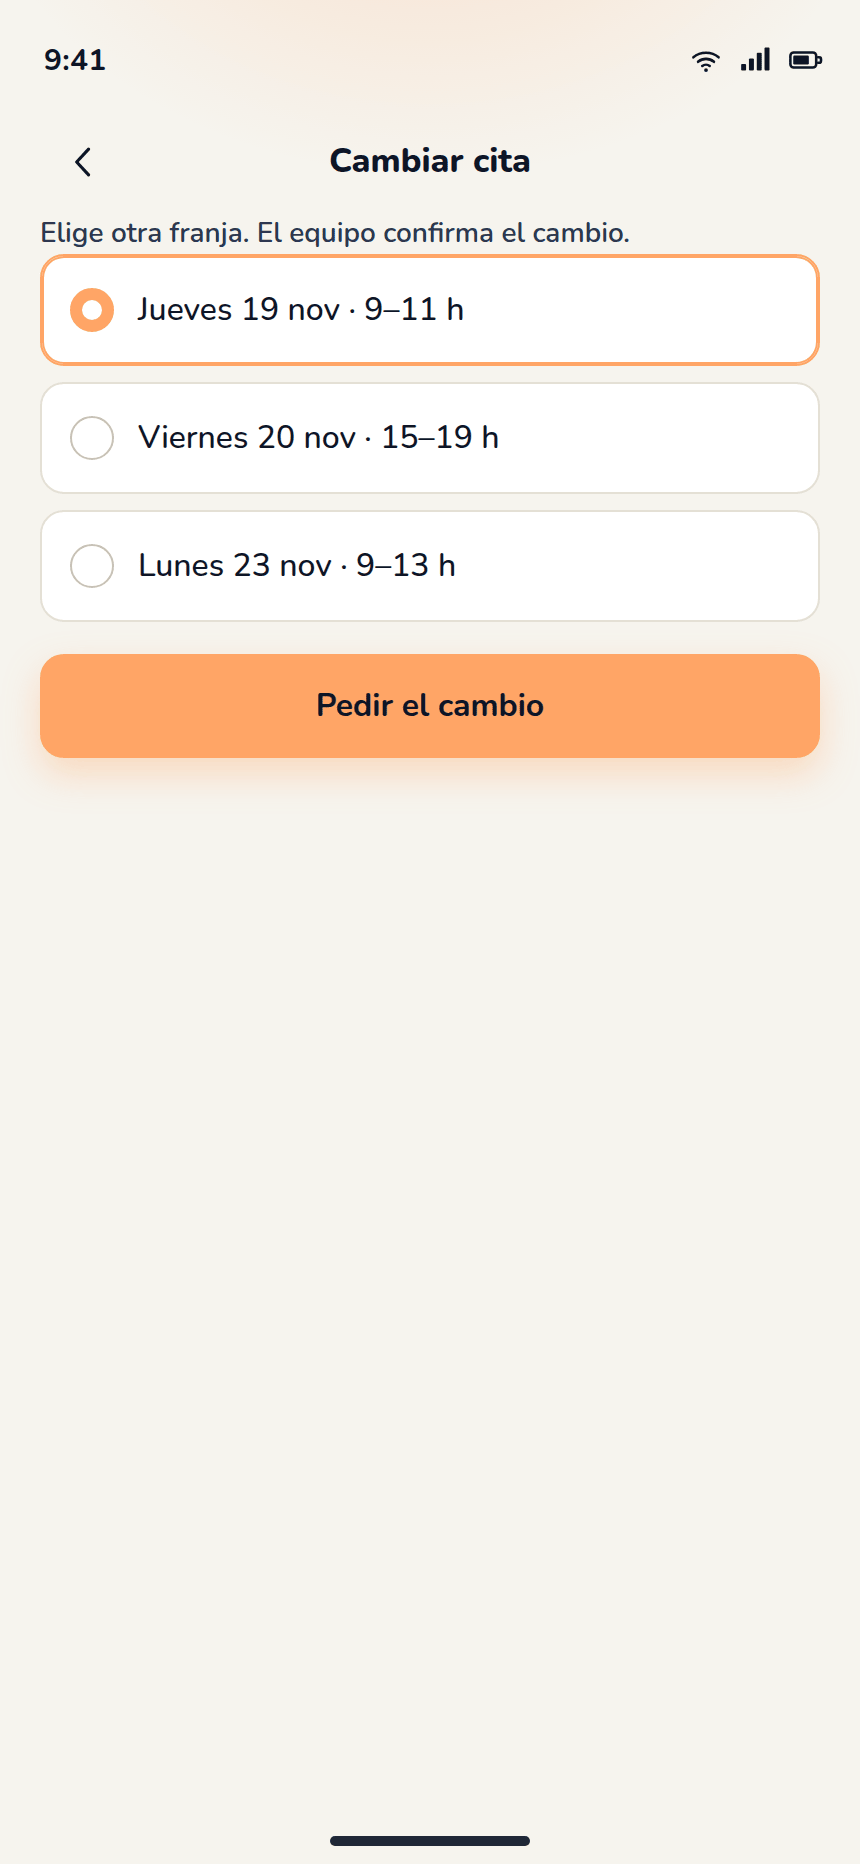 9:41
Cambiar cita
Elige otra franja. El equipo confirma el cambio.
Jueves 19 nov · 9–11 h
Viernes 20 nov · 15–19 h
Lunes 23 nov · 9–13 h
Pedir el cambio